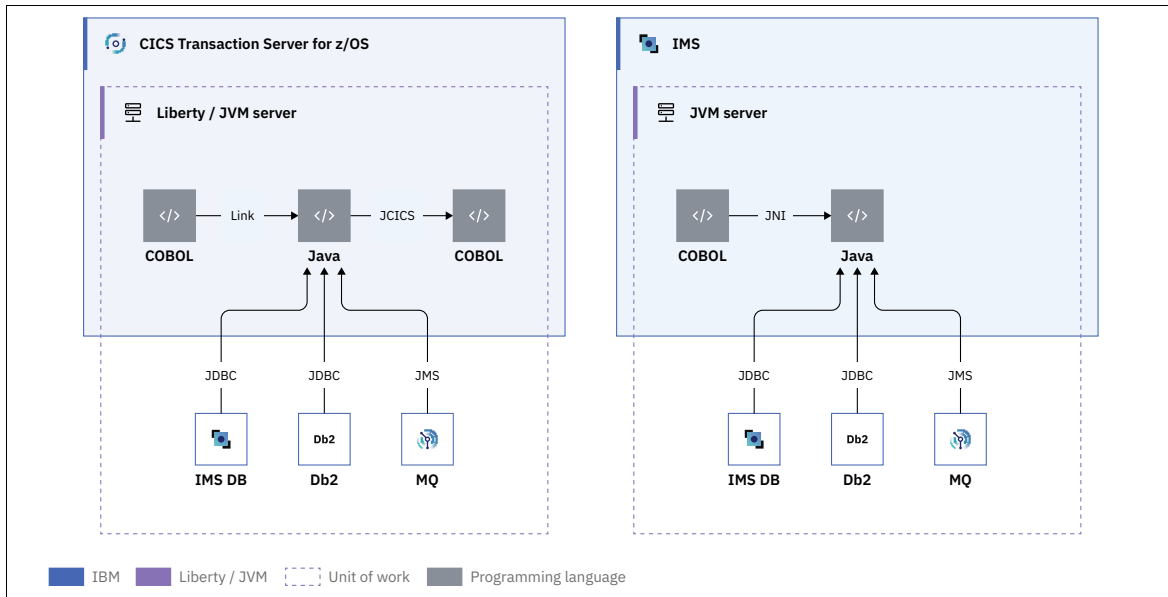 CICS Transaction Server for z/OS
Liberty / JVM server
</> Link </> JCICS </>
COBOL Java COBOL
JDBC JDBC JMS
Db2
IMS DB Db2 MQ
IMS
JVM server
</> JNI </>
COBOL Java
JDBC JDBC JMS
Db2
IMS DB Db2 MQ
IBM Liberty / JVM Unit of work Programming language